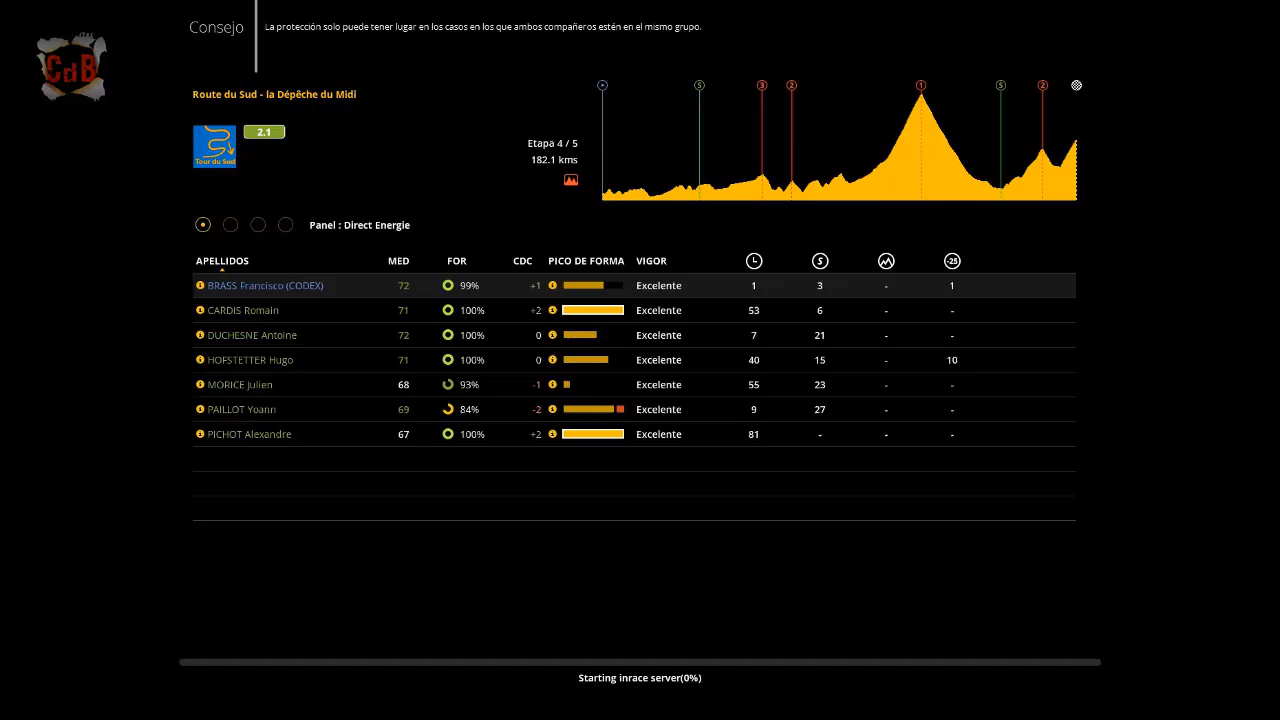 Consejo
La protección solo puede tener lugar en los casos en los que ambos compañeros estén en el mismo grupo.
CdB
Route du Sud - la Dépêche du Midi
S 3 2 1 S 2
Tour du Sud
2.1
Etapa 4 / 5
182.1 kms
Panel : Direct Energie
APELLIDOS MED FOR CDC PICO DE FORMA VIGOR S -25
BRASS Francisco (CODEX) 72 99% +1 Excelente 1 3 - 1
CARDIS Romain 71 100% +2 Excelente 53 6 - -
DUCHESNE Antoine 72 100% 0 Excelente 7 21 - -
HOFSTETTER Hugo 71 100% 0 Excelente 40 15 - 10
MORICE Julien 68 93% -1 Excelente 55 23 - -
PAILLOT Yoann 69 84% -2 Excelente 9 27 - -
PICHOT Alexandre 67 100% +2 Excelente 81 - - -
Starting inrace server(0%)